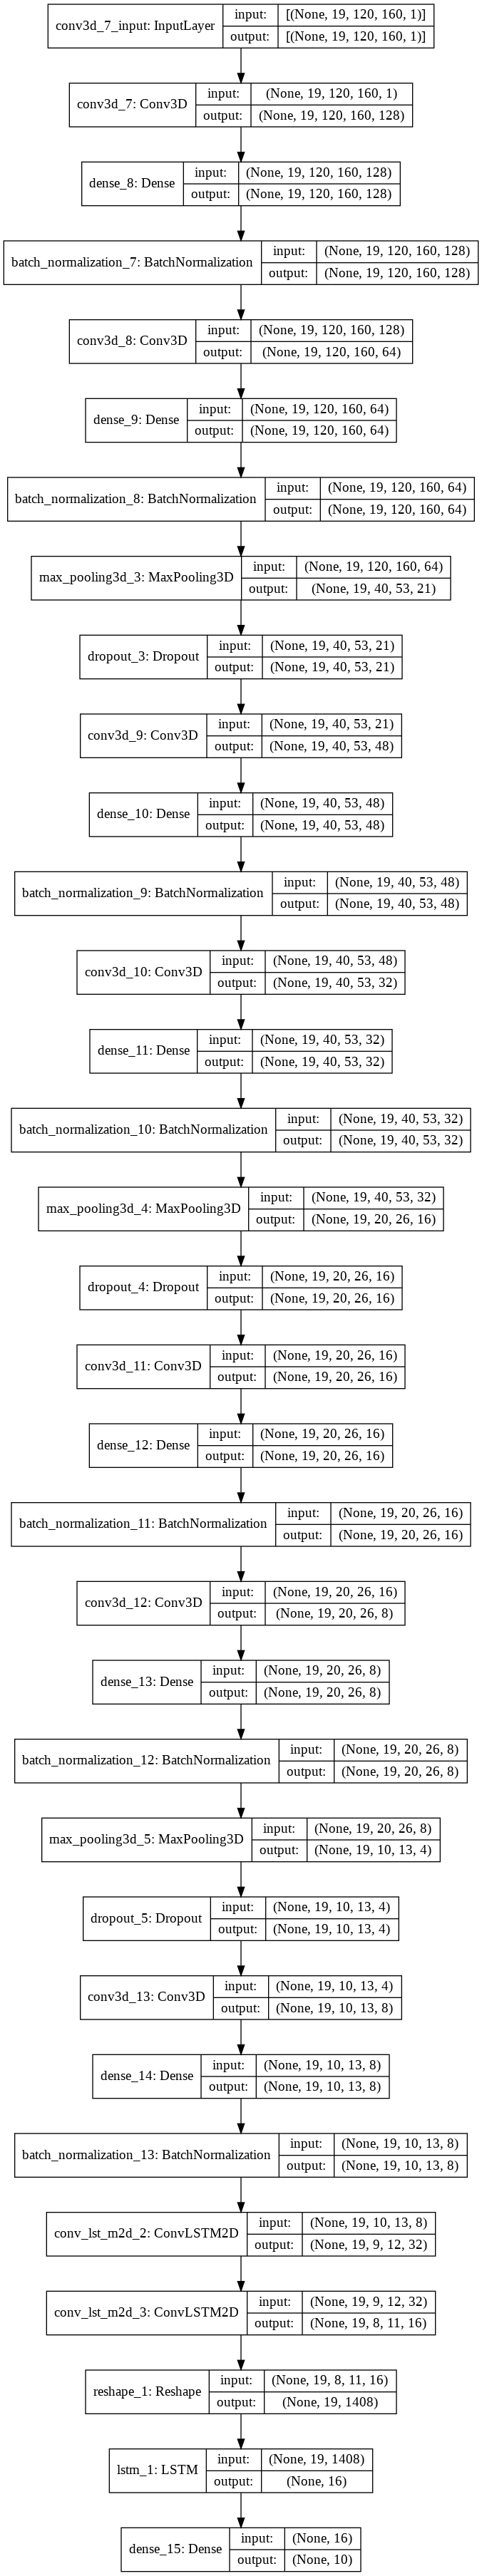 conv3d_7_input: InputLayer input: [(None, 19, 120, 160, 1)]
output: [(None, 19, 120, 160, 1)]
conv3d_7: Conv3D input: (None, 19, 120, 160, 1)
output: (None, 19, 120, 160, 128)
dense_8: Dense input: (None, 19, 120, 160, 128)
output: (None, 19, 120, 160, 128)
batch_normalization_7: BatchNormalization input: (None, 19, 120, 160, 128)
output: (None, 19, 120, 160, 128)
conv3d_8: Conv3D input: (None, 19, 120, 160, 128)
output: (None, 19, 120, 160, 64)
dense_9: Dense input: (None, 19, 120, 160, 64)
output: (None, 19, 120, 160, 64)
batch_normalization_8: BatchNormalization input: (None, 19, 120, 160, 64)
output: (None, 19, 120, 160, 64)
max_pooling3d_3: MaxPooling3D input: (None, 19, 120, 160, 64)
output: (None, 19, 40, 53, 21)
dropout_3: Dropout input: (None, 19, 40, 53, 21)
output: (None, 19, 40, 53, 21)
conv3d_9: Conv3D input: (None, 19, 40, 53, 21)
output: (None, 19, 40, 53, 48)
dense_10: Dense input: (None, 19, 40, 53, 48)
output: (None, 19, 40, 53, 48)
batch_normalization_9: BatchNormalization input: (None, 19, 40, 53, 48)
output: (None, 19, 40, 53, 48)
conv3d_10: Conv3D input: (None, 19, 40, 53, 48)
output: (None, 19, 40, 53, 32)
dense_11: Dense input: (None, 19, 40, 53, 32)
output: (None, 19, 40, 53, 32)
batch_normalization_10: BatchNormalization input: (None, 19, 40, 53, 32)
output: (None, 19, 40, 53, 32)
max_pooling3d_4: MaxPooling3D input: (None, 19, 40, 53, 32)
output: (None, 19, 20, 26, 16)
dropout_4: Dropout input: (None, 19, 20, 26, 16)
output: (None, 19, 20, 26, 16)
conv3d_11: Conv3D input: (None, 19, 20, 26, 16)
output: (None, 19, 20, 26, 16)
dense_12: Dense input: (None, 19, 20, 26, 16)
output: (None, 19, 20, 26, 16)
batch_normalization_11: BatchNormalization input: (None, 19, 20, 26, 16)
output: (None, 19, 20, 26, 16)
conv3d_12: Conv3D input: (None, 19, 20, 26, 16)
output: (None, 19, 20, 26, 8)
dense_13: Dense input: (None, 19, 20, 26, 8)
output: (None, 19, 20, 26, 8)
batch_normalization_12: BatchNormalization input: (None, 19, 20, 26, 8)
output: (None, 19, 20, 26, 8)
max_pooling3d_5: MaxPooling3D input: (None, 19, 20, 26, 8)
output: (None, 19, 10, 13, 4)
dropout_5: Dropout input: (None, 19, 10, 13, 4)
output: (None, 19, 10, 13, 4)
conv3d_13: Conv3D input: (None, 19, 10, 13, 4)
output: (None, 19, 10, 13, 8)
dense_14: Dense input: (None, 19, 10, 13, 8)
output: (None, 19, 10, 13, 8)
batch_normalization_13: BatchNormalization input: (None, 19, 10, 13, 8)
output: (None, 19, 10, 13, 8)
conv_lst_m2d_2: ConvLSTM2D input: (None, 19, 10, 13, 8)
output: (None, 19, 9, 12, 32)
conv_lst_m2d_3: ConvLSTM2D input: (None, 19, 9, 12, 32)
output: (None, 19, 8, 11, 16)
reshape_1: Reshape input: (None, 19, 8, 11, 16)
output: (None, 19, 1408)
lstm_1: LSTM input: (None, 19, 1408)
output: (None, 16)
dense_15: Dense input: (None, 16)
output: (None, 10)